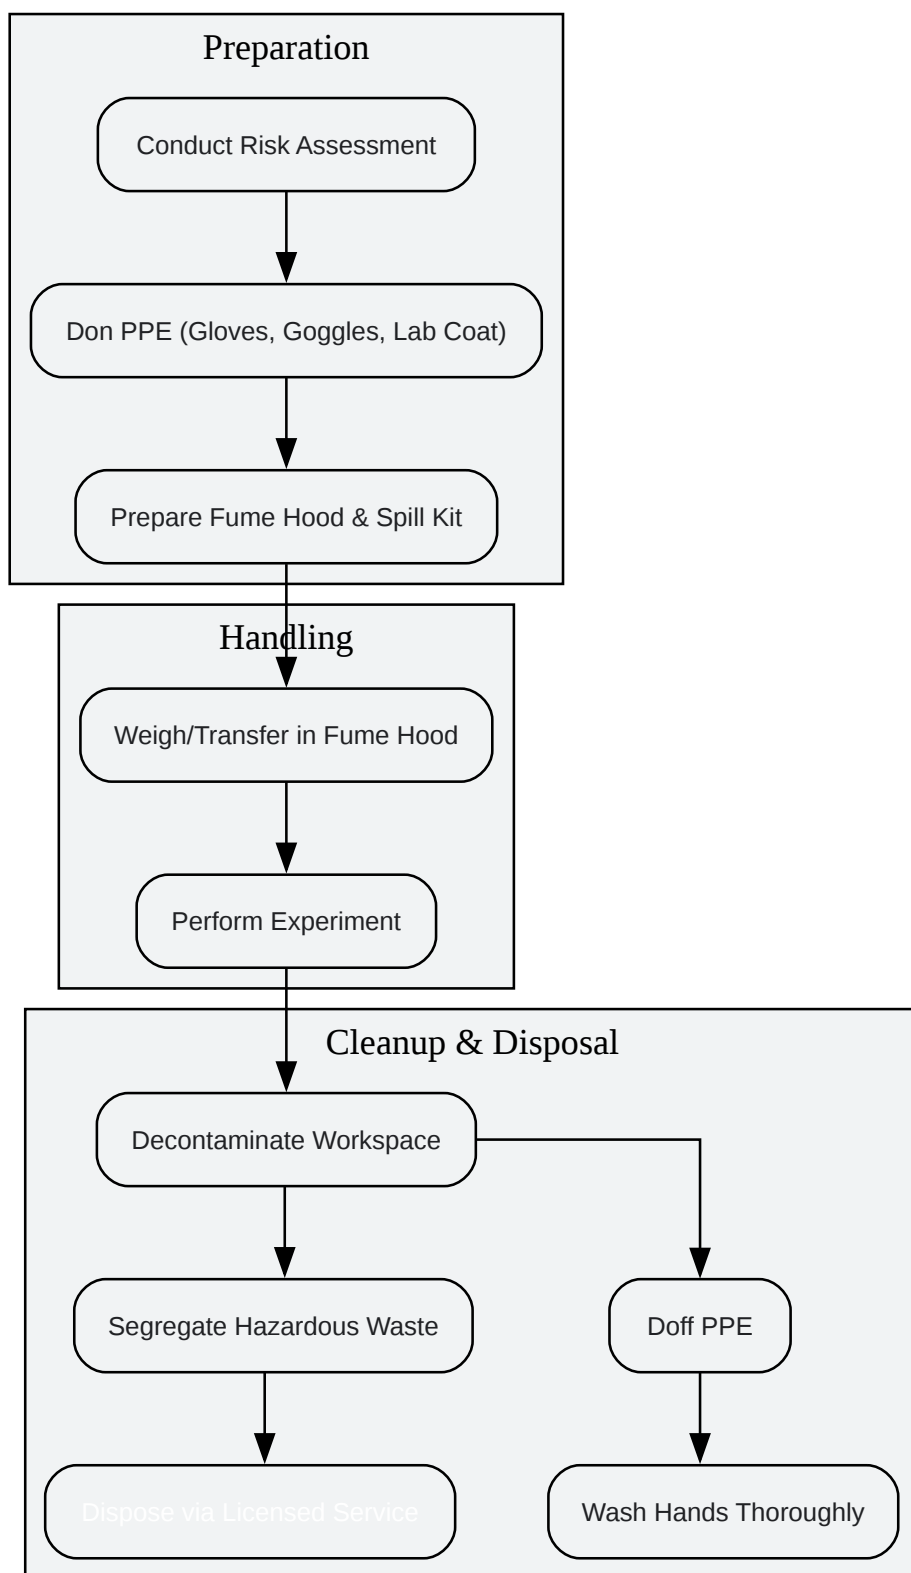 Preparation
Conduct Risk Assessment
Don PPE (Gloves, Goggles, Lab Coat)
Prepare Fume Hood & Spill Kit
Handling
Weigh/Transfer in Fume Hood
Perform Experiment
Cleanup & Disposal
Decontaminate Workspace
Segregate Hazardous Waste
Doff PPE
Dispose via Licensed Service
Wash Hands Thoroughly